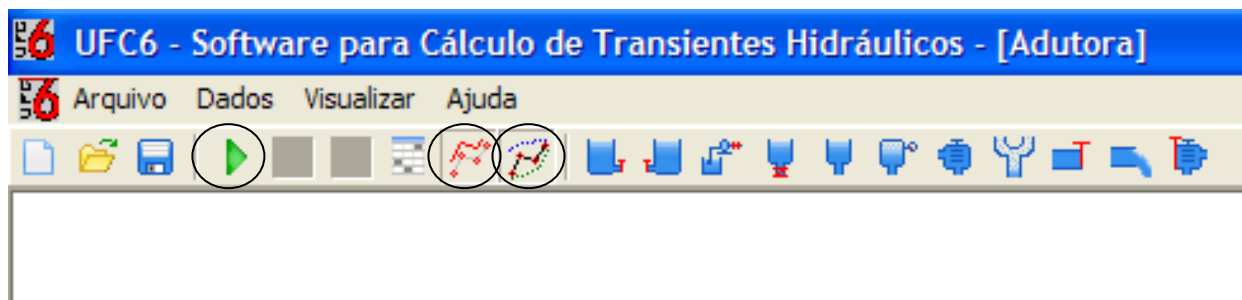 UFC6 - Software para Cálculo de Transientes Hidráulicos - [Adutora]
Arquivo Dados Visualizar Ajuda